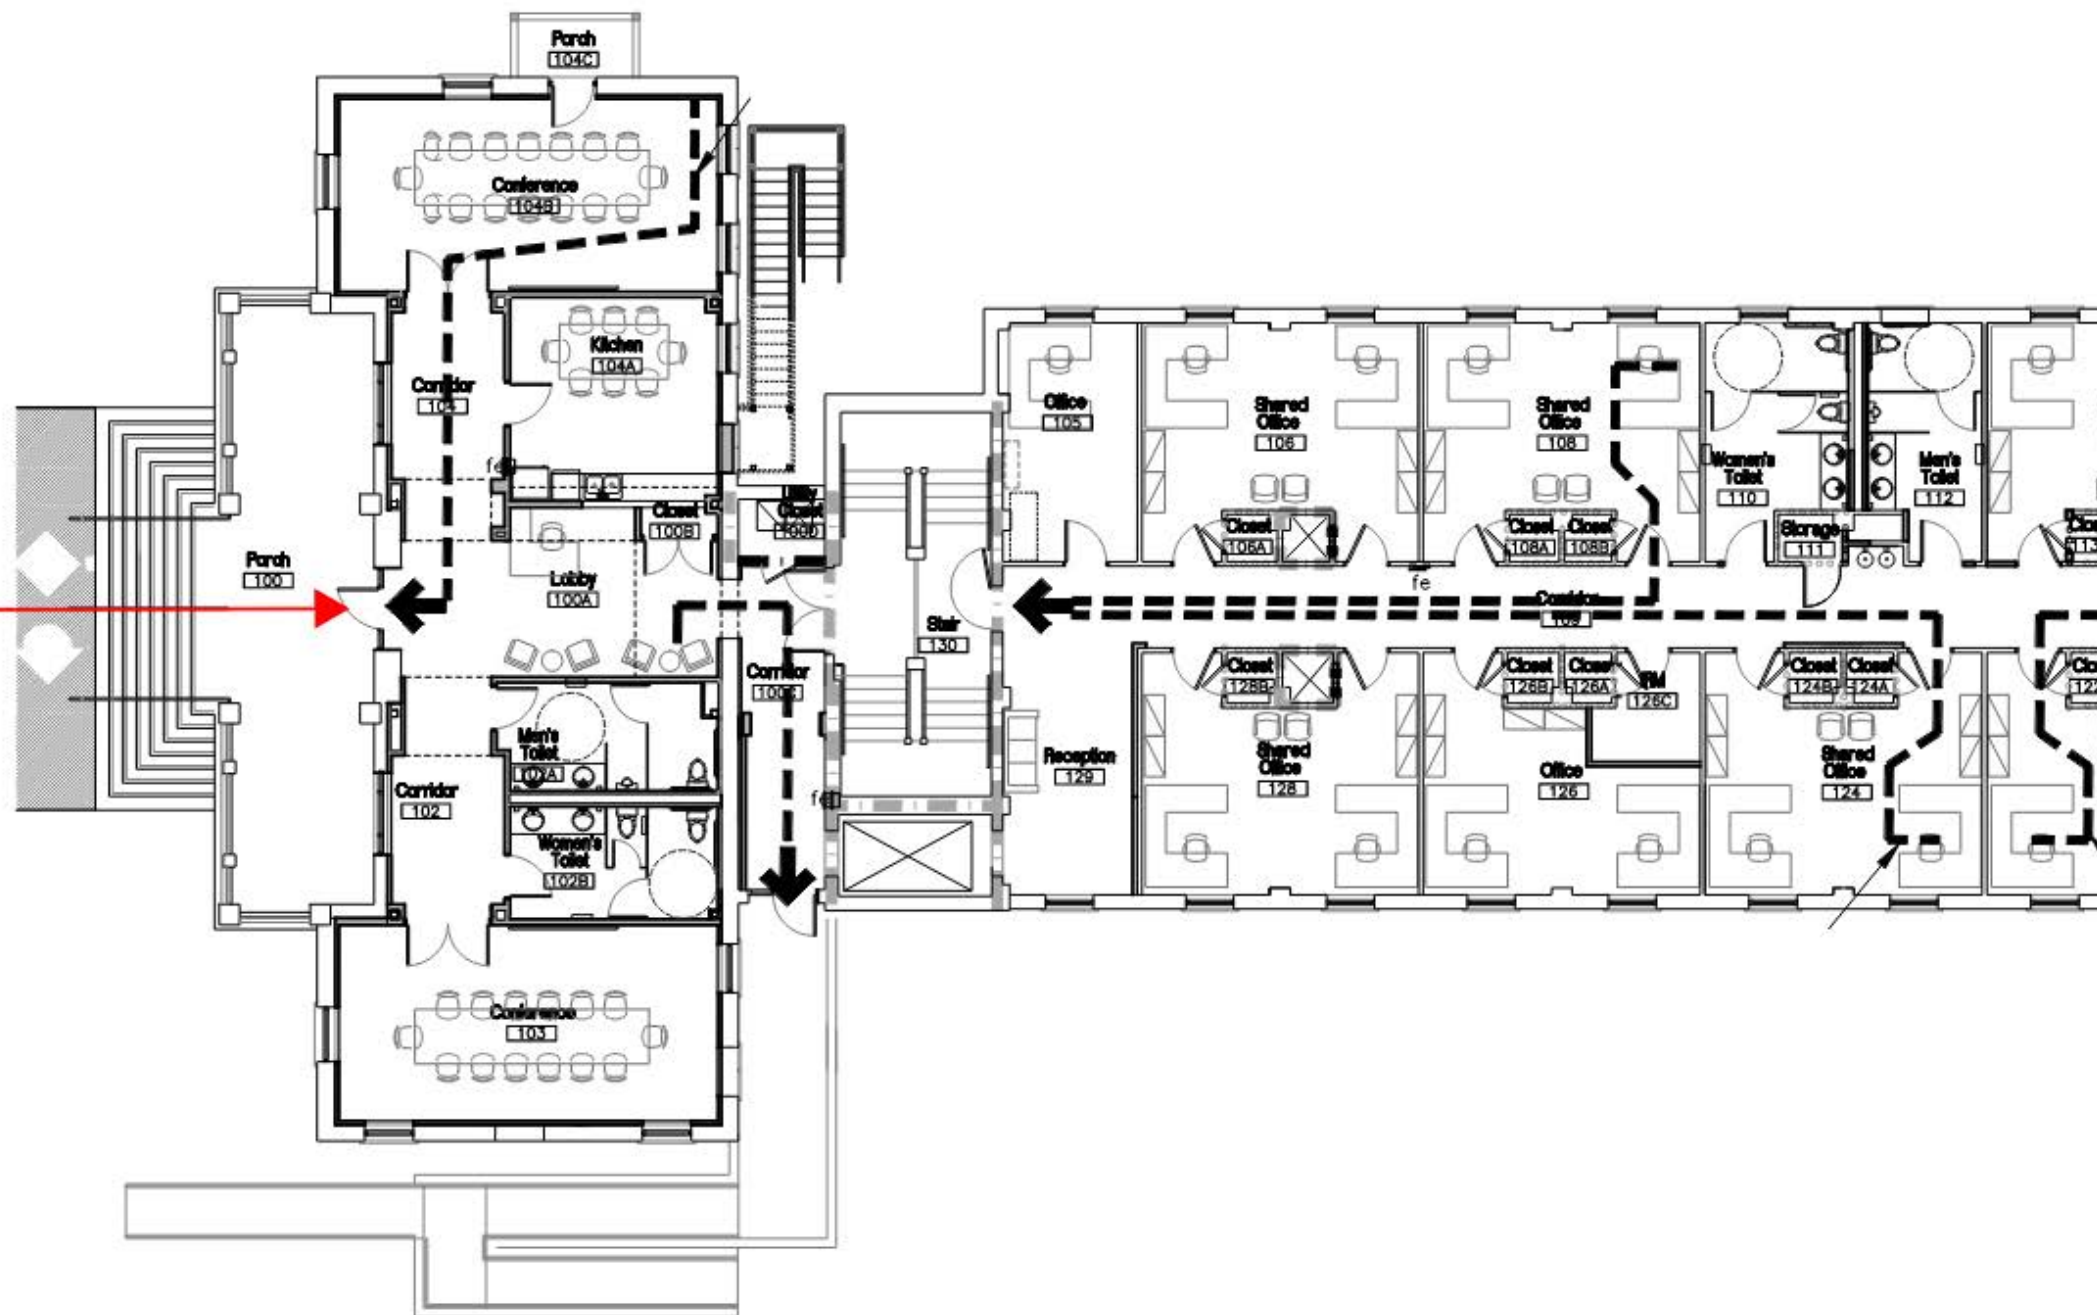 Porch
104C
Conference
104B
Kitchen
104A
Corridor
104
fe
Office
105
Shared
Office
106
Shared
Office
108
Women's
Toilet
110
Men's
Toilet
112
Closet
100B
Utility
Closet
100D
Closet
106A
Closet
108A
Closet
108B
Storage
111
Porch
100
Lobby
100A
fe
Corridor
109
Stair
130
Corridor
100C
Closet
128B
Closet
126B
Closet
126A
126C
Closet
124B
Closet
124A
Men's
Toilet
102A
Reception
129
Shared
Office
128
Office
126
Shared
Office
124
Corridor
102
fe
Women's
Toilet
102B
Conference
103